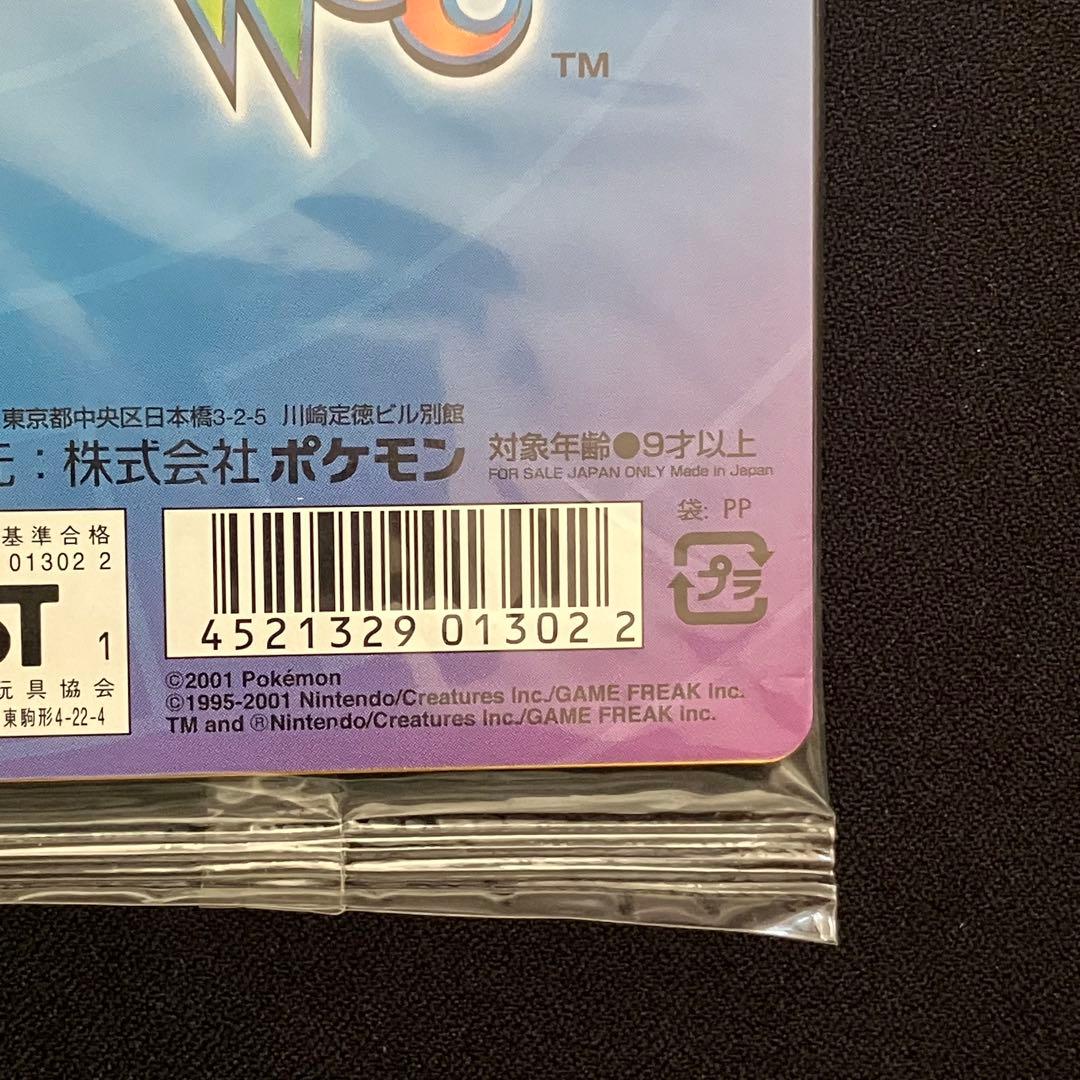 TM
東京都中央区日本橋3-2-5 川崎定徳ビル別館
元：株式会社ポケモン
対象年齢●9才以上
FOR SALE JAPAN ONLY Made in Japan
袋: PP
プラ
基準合格
01302 2
ST 1
玩具協会
東駒形4-22-4
4521329 01302 2
©2001 Pokémon
©1995-2001 Nintendo/Creatures Inc./GAME FREAK Inc.
TM and ®Nintendo/Creatures Inc./GAME FREAK Inc.